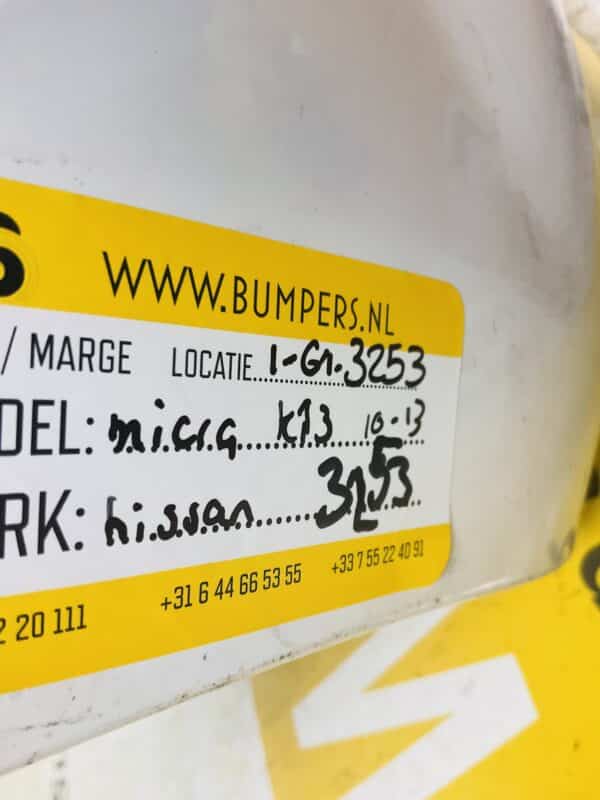 S
WWW.BUMPERS.NL
/ MARGE LOCATIE 1-Gr.3253
DEL: micra K13 10-13
RK: nissan 3253
2 20 111 +31 6 44 66 53 55 +33 7 55 22 40 91